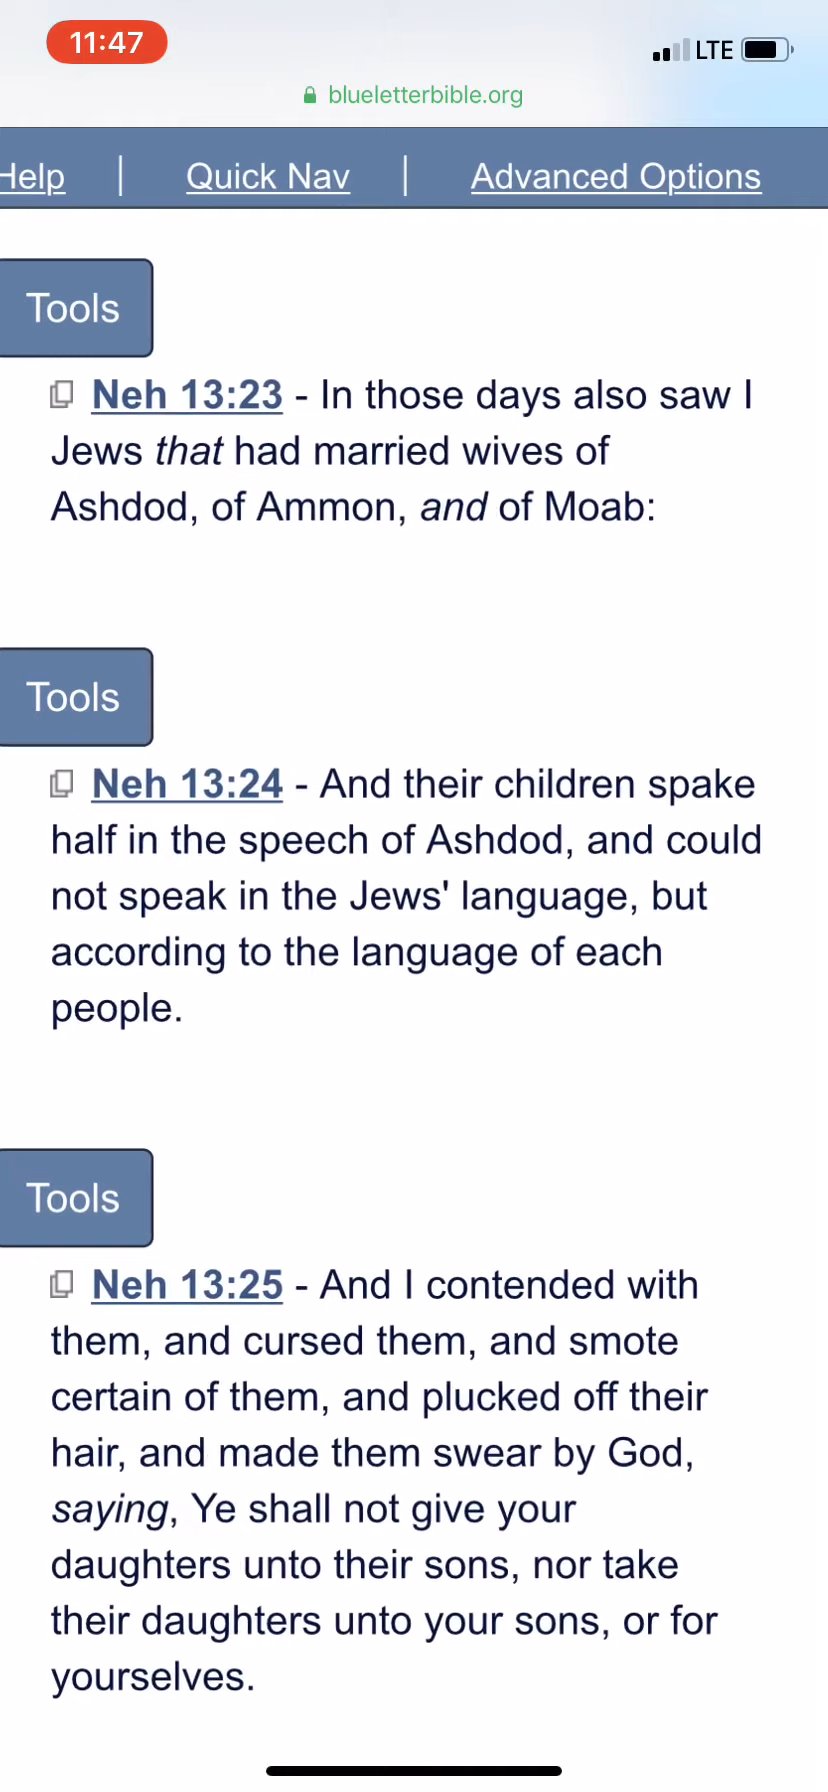 11:47
LTE
blueletterbible.org
Help | Quick Nav | Advanced Options
Tools
Neh 13:23 - In those days also saw I
Jews that had married wives of
Ashdod, of Ammon, and of Moab:
Tools
Neh 13:24 - And their children spake
half in the speech of Ashdod, and could
not speak in the Jews' language, but
according to the language of each
people.
Tools
Neh 13:25 - And I contended with
them, and cursed them, and smote
certain of them, and plucked off their
hair, and made them swear by God,
saying, Ye shall not give your
daughters unto their sons, nor take
their daughters unto your sons, or for
yourselves.